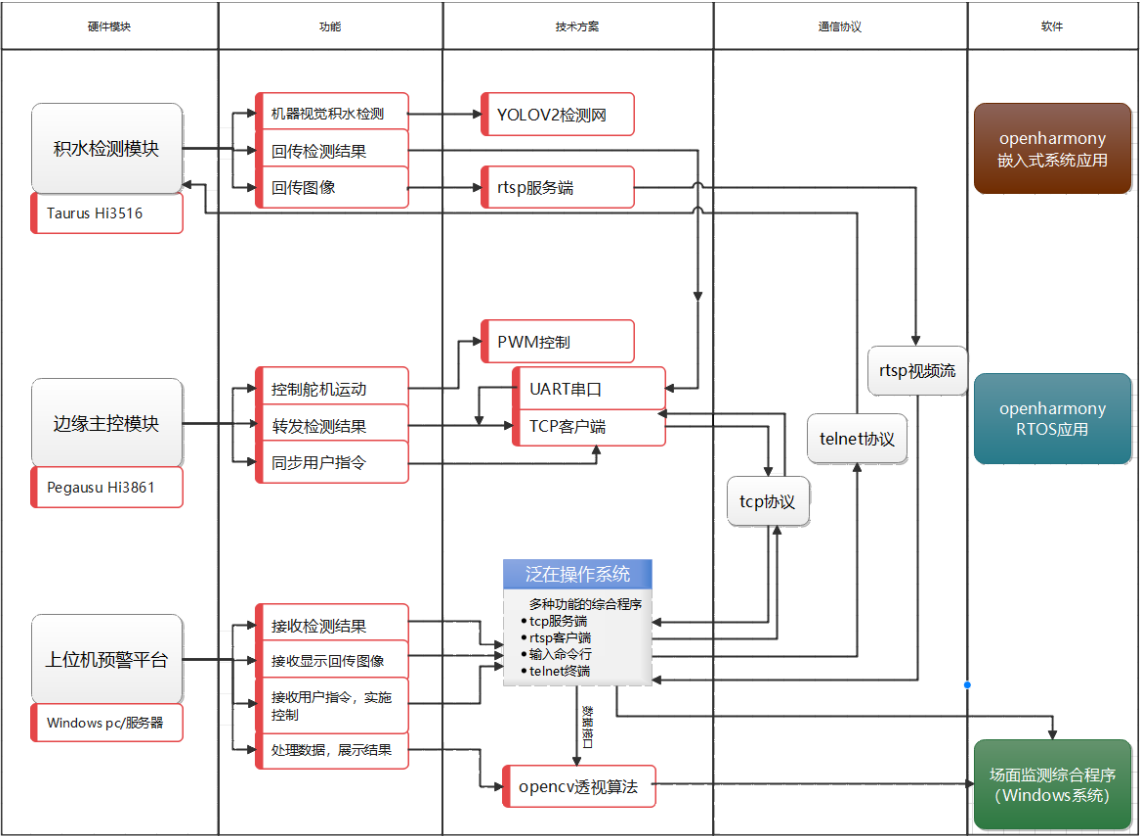 硬件模块
功能
技术方案
通信协议
软件
积水检测模块
Taurus Hi3516
机器视觉积水检测
回传检测结果
回传图像
YOLOV2检测网
rtsp服务端
openharmony
嵌入式系统应用
边缘主控模块
Pegausu Hi3861
控制舵机运动
转发检测结果
同步用户指令
PWM控制
UART串口
TCP客户端
rtsp视频流
telnet协议
tcp协议
openharmony
RTOS应用
上位机预警平台
Windows pc/服务器
接收检测结果
接收显示回传图像
接收用户指令，实施
控制
处理数据，展示结果
泛在操作系统
多种功能的综合程序
•tcp服务端
•rtsp客户端
•输入命令行
•telnet终端
数据接口
opencv透视算法
场面监测综合程序
（Windows系统）